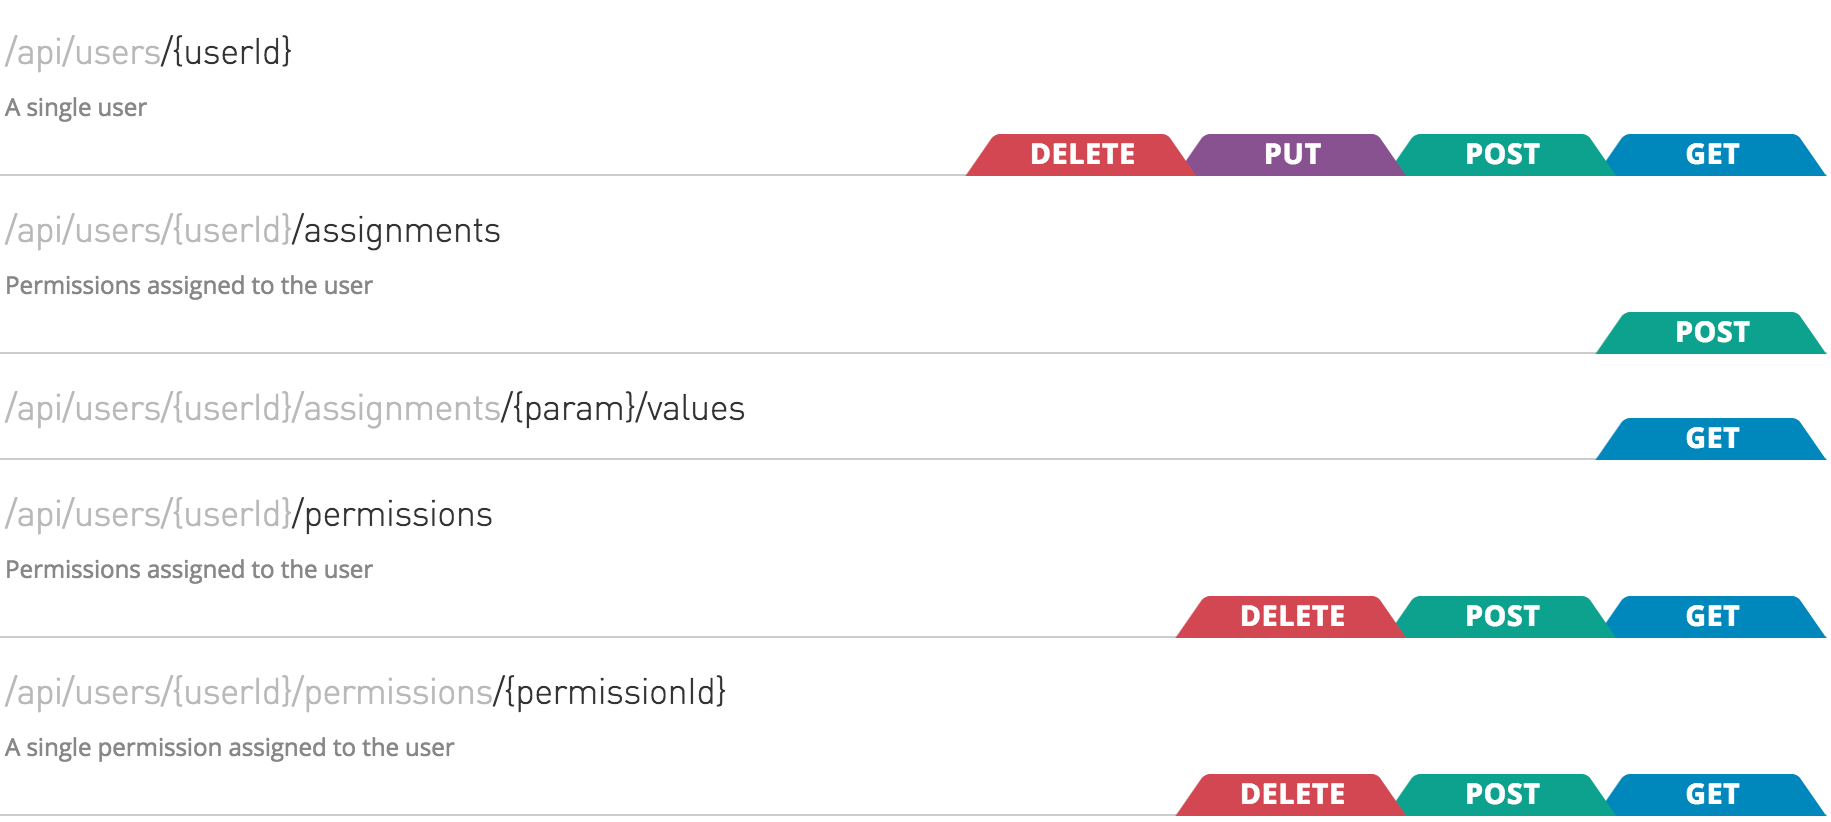 /api/users/{userId}
A single user
DELETE PUT POST GET
/api/users/{userId}/assignments
Permissions assigned to the user
POST
/api/users/{userId}/assignments/{param}/values
GET
/api/users/{userId}/permissions
Permissions assigned to the user
DELETE POST GET
/api/users/{userId}/permissions/{permissionId}
A single permission assigned to the user
DELETE POST GET